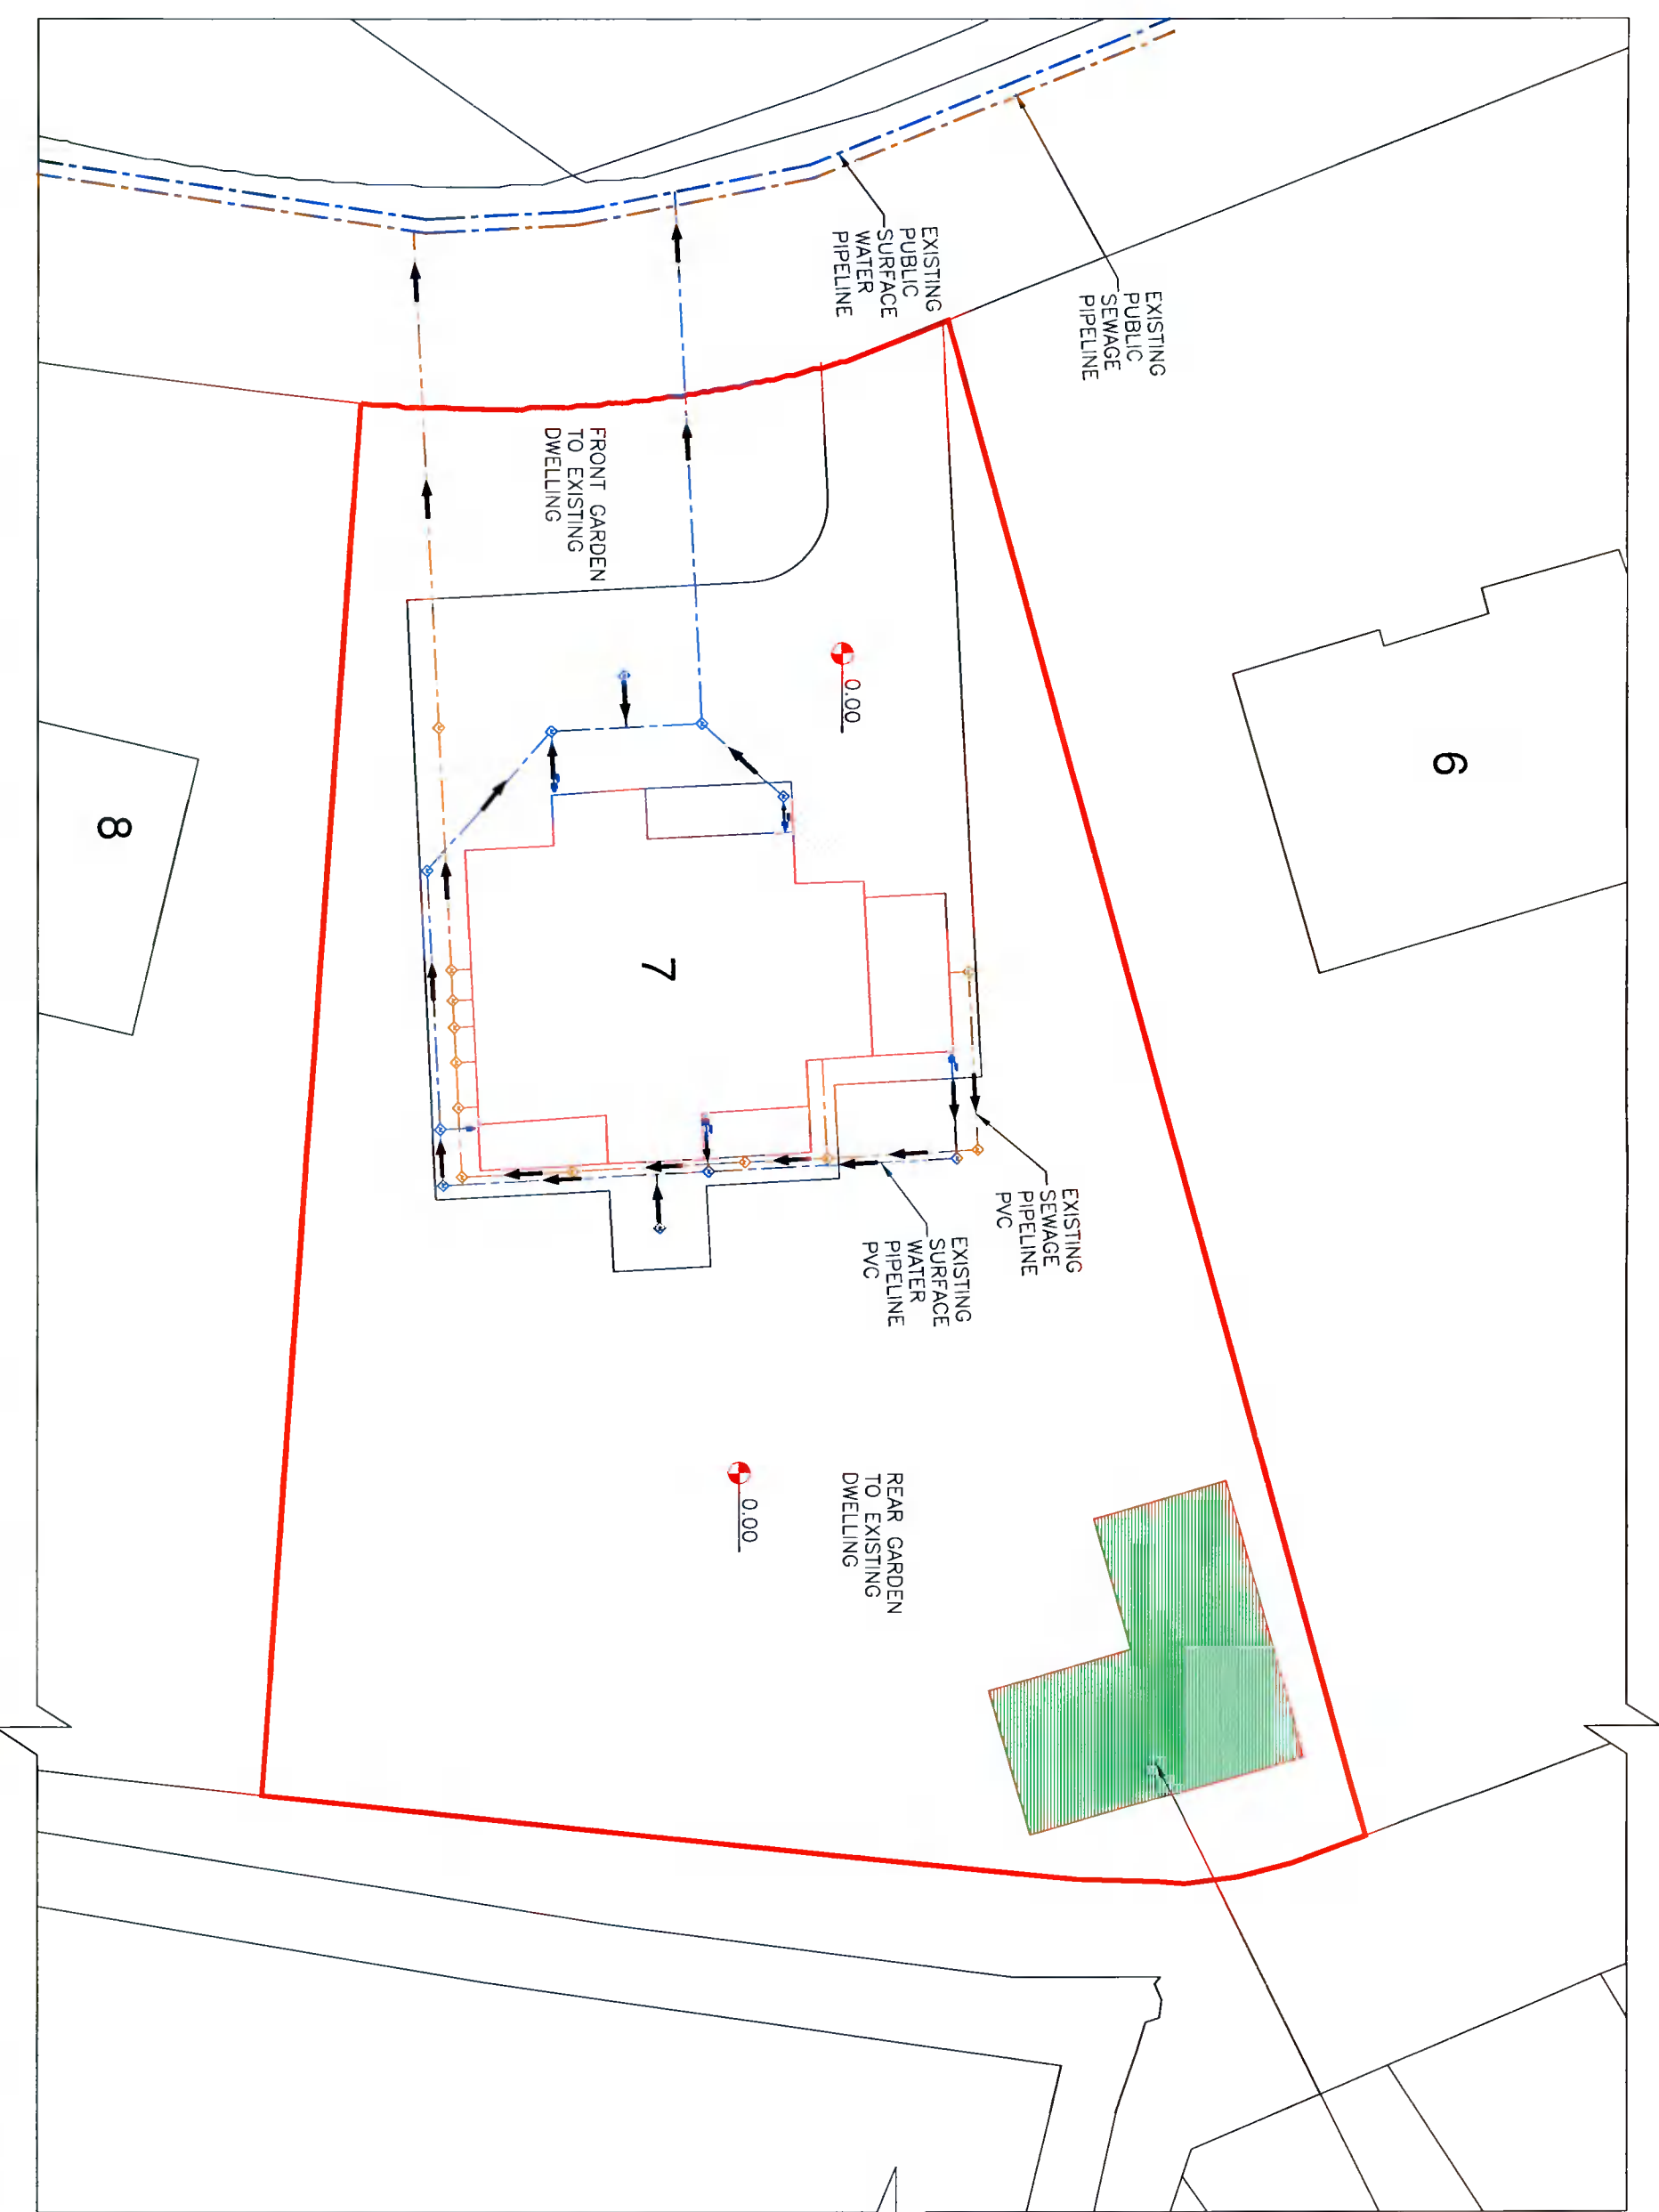 EXISTING
PUBLIC
SEWAGE
PIPELINE
EXISTING
PUBLIC
SURFACE
WATER
PIPELINE
FRONT GARDEN
TO EXISTING
DWELLING
0.00
6
7
8
EXISTING
SEWAGE
PIPELINE
PVC
EXISTING
SURFACE
WATER
PIPELINE
PVC
REAR GARDEN
TO EXISTING
DWELLING
0.00